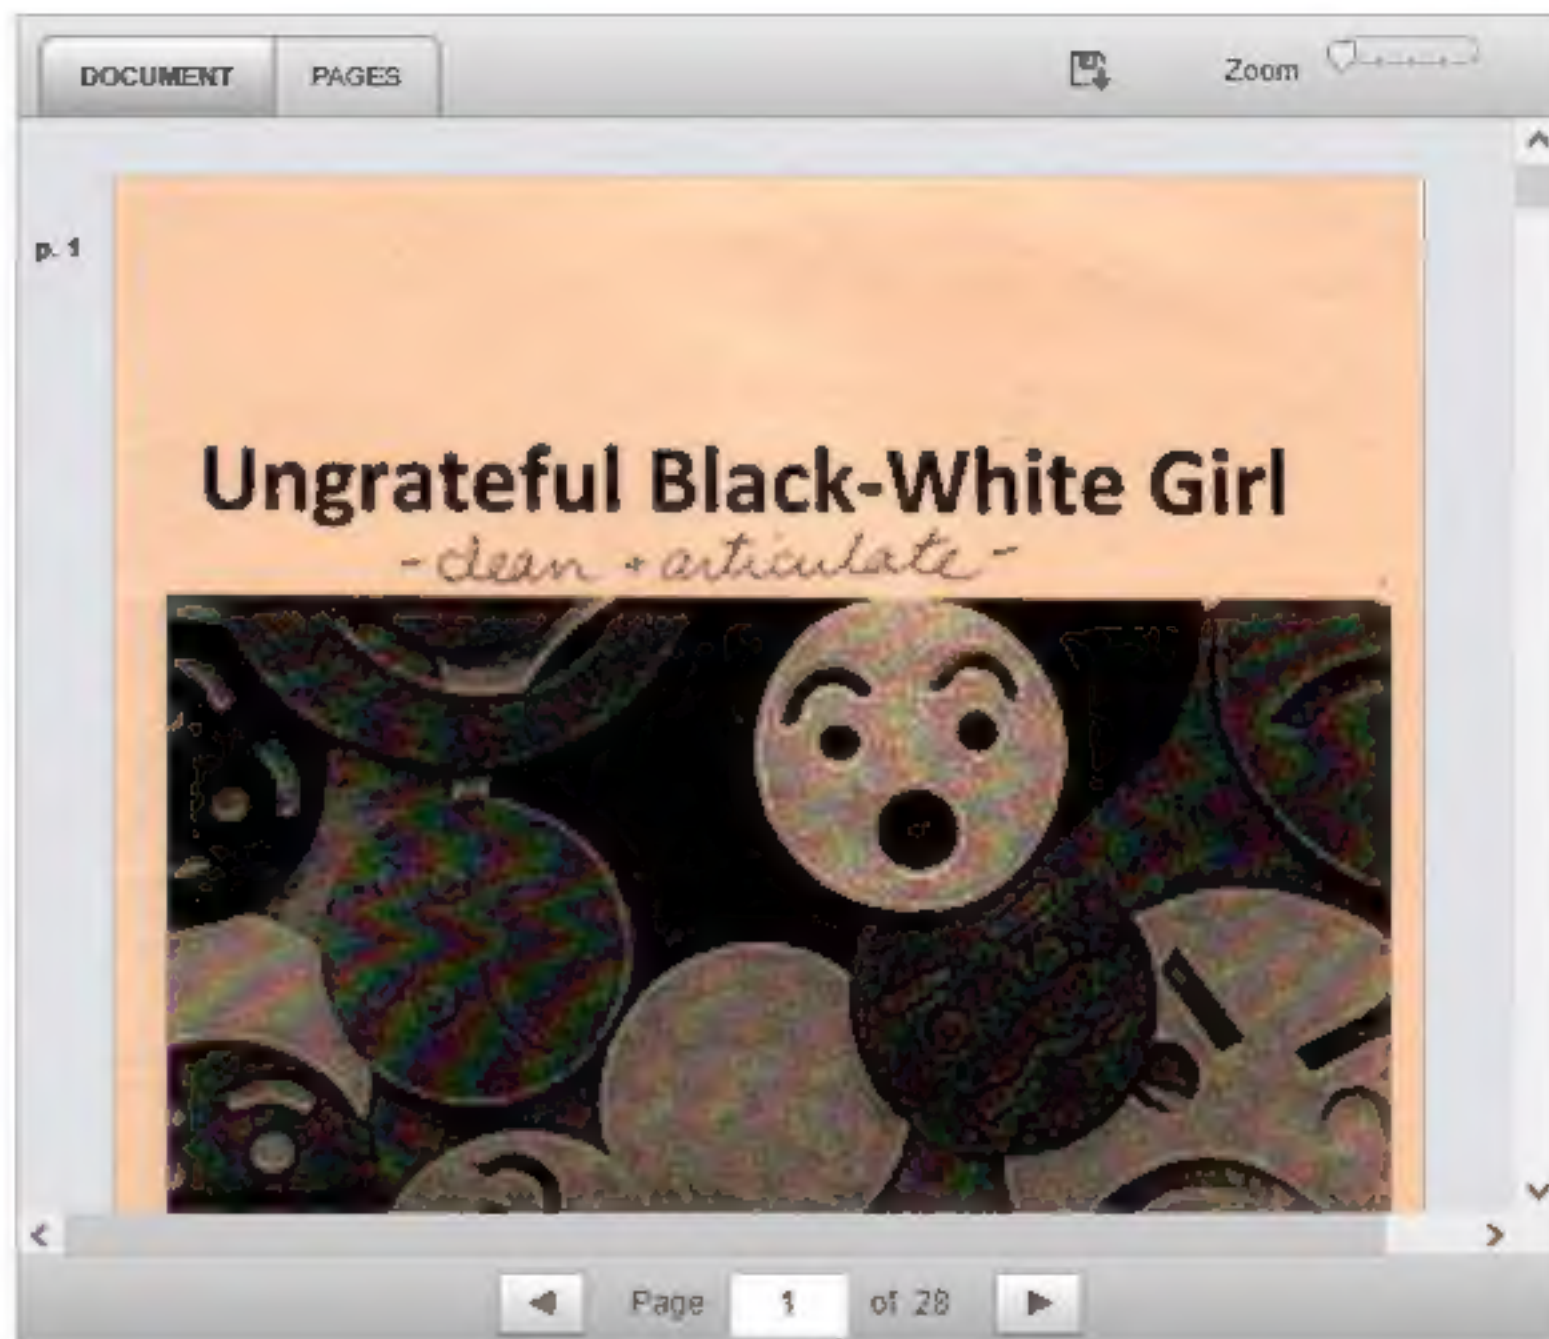 DOCUMENT PAGES Zoom
p. 1
Ungrateful Black-White Girl
- clean + articulate -
Page 1 of 28